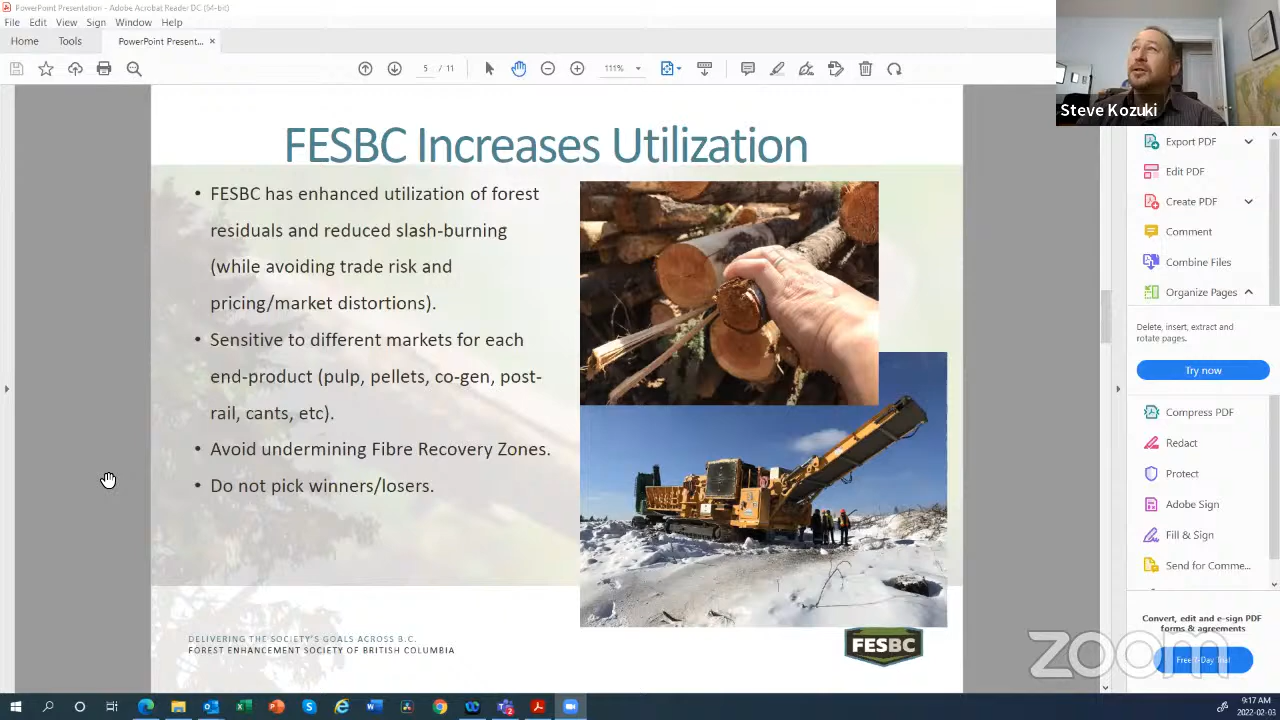 PowerPoint Presentation - Adobe Acrobat Reader DC (64-bit)
File Edit View Sign Window Help
Home Tools PowerPoint Present... ×
5 / 11 111%
Steve Kozuki
FESBC Increases Utilization
• FESBC has enhanced utilization of forest
residuals and reduced slash-burning
(while avoiding trade risk and
pricing/market distortions).
• Sensitive to different markets for each
end-product (pulp, pellets, co-gen, post-
rail, cants, etc).
• Avoid undermining Fibre Recovery Zones.
• Do not pick winners/losers.
DELIVERING THE SOCIETY'S GOALS ACROSS B.C.
FOREST ENHANCEMENT SOCIETY OF BRITISH COLUMBIA
FESBC
Export PDF
Edit PDF
Create PDF
Comment
Combine Files
Organize Pages
Delete, insert, extract and
rotate pages.
Try now
Compress PDF
Redact
Protect
Adobe Sign
Fill & Sign
Send for Comme...
Convert, edit and e-sign PDF
forms & agreements
Free 7-Day Trial
zoom
9:17 AM
2022-02-03